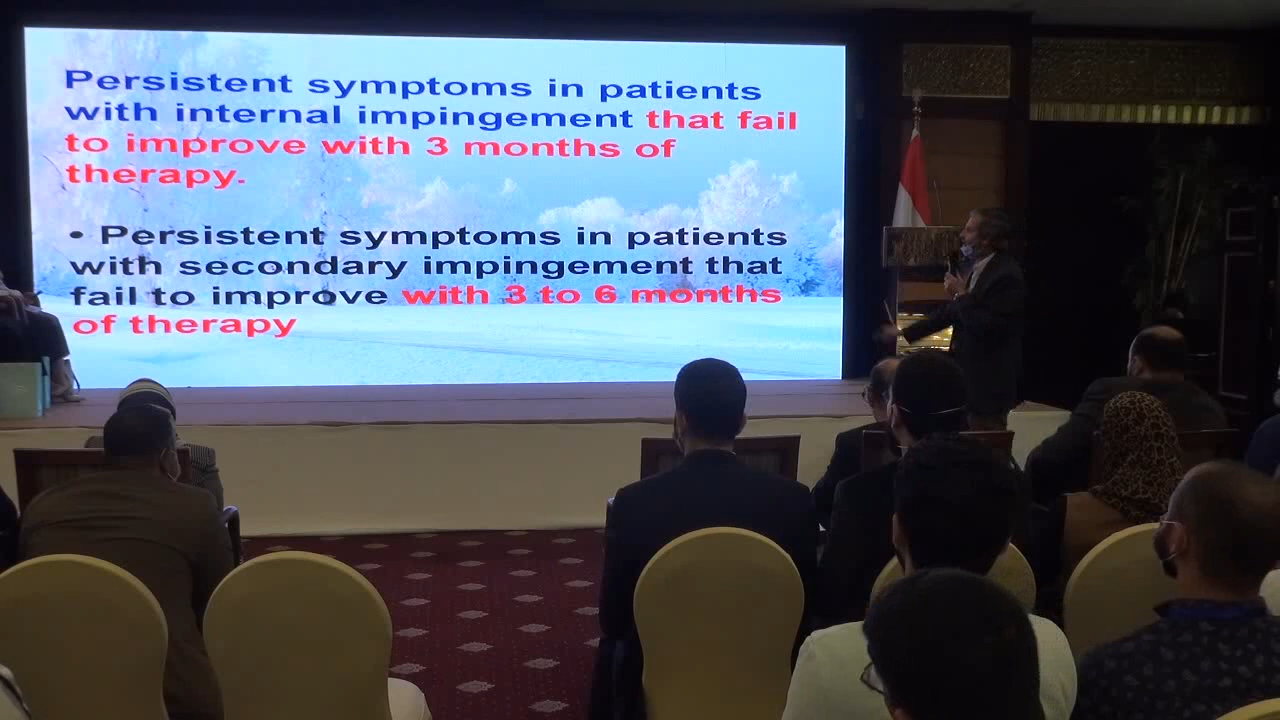 Persistent symptoms in patients
with internal impingement that fail
to improve with 3 months of
therapy.
• Persistent symptoms in patients
with secondary impingement that
fail to improve with 3 to 6 months
of therapy